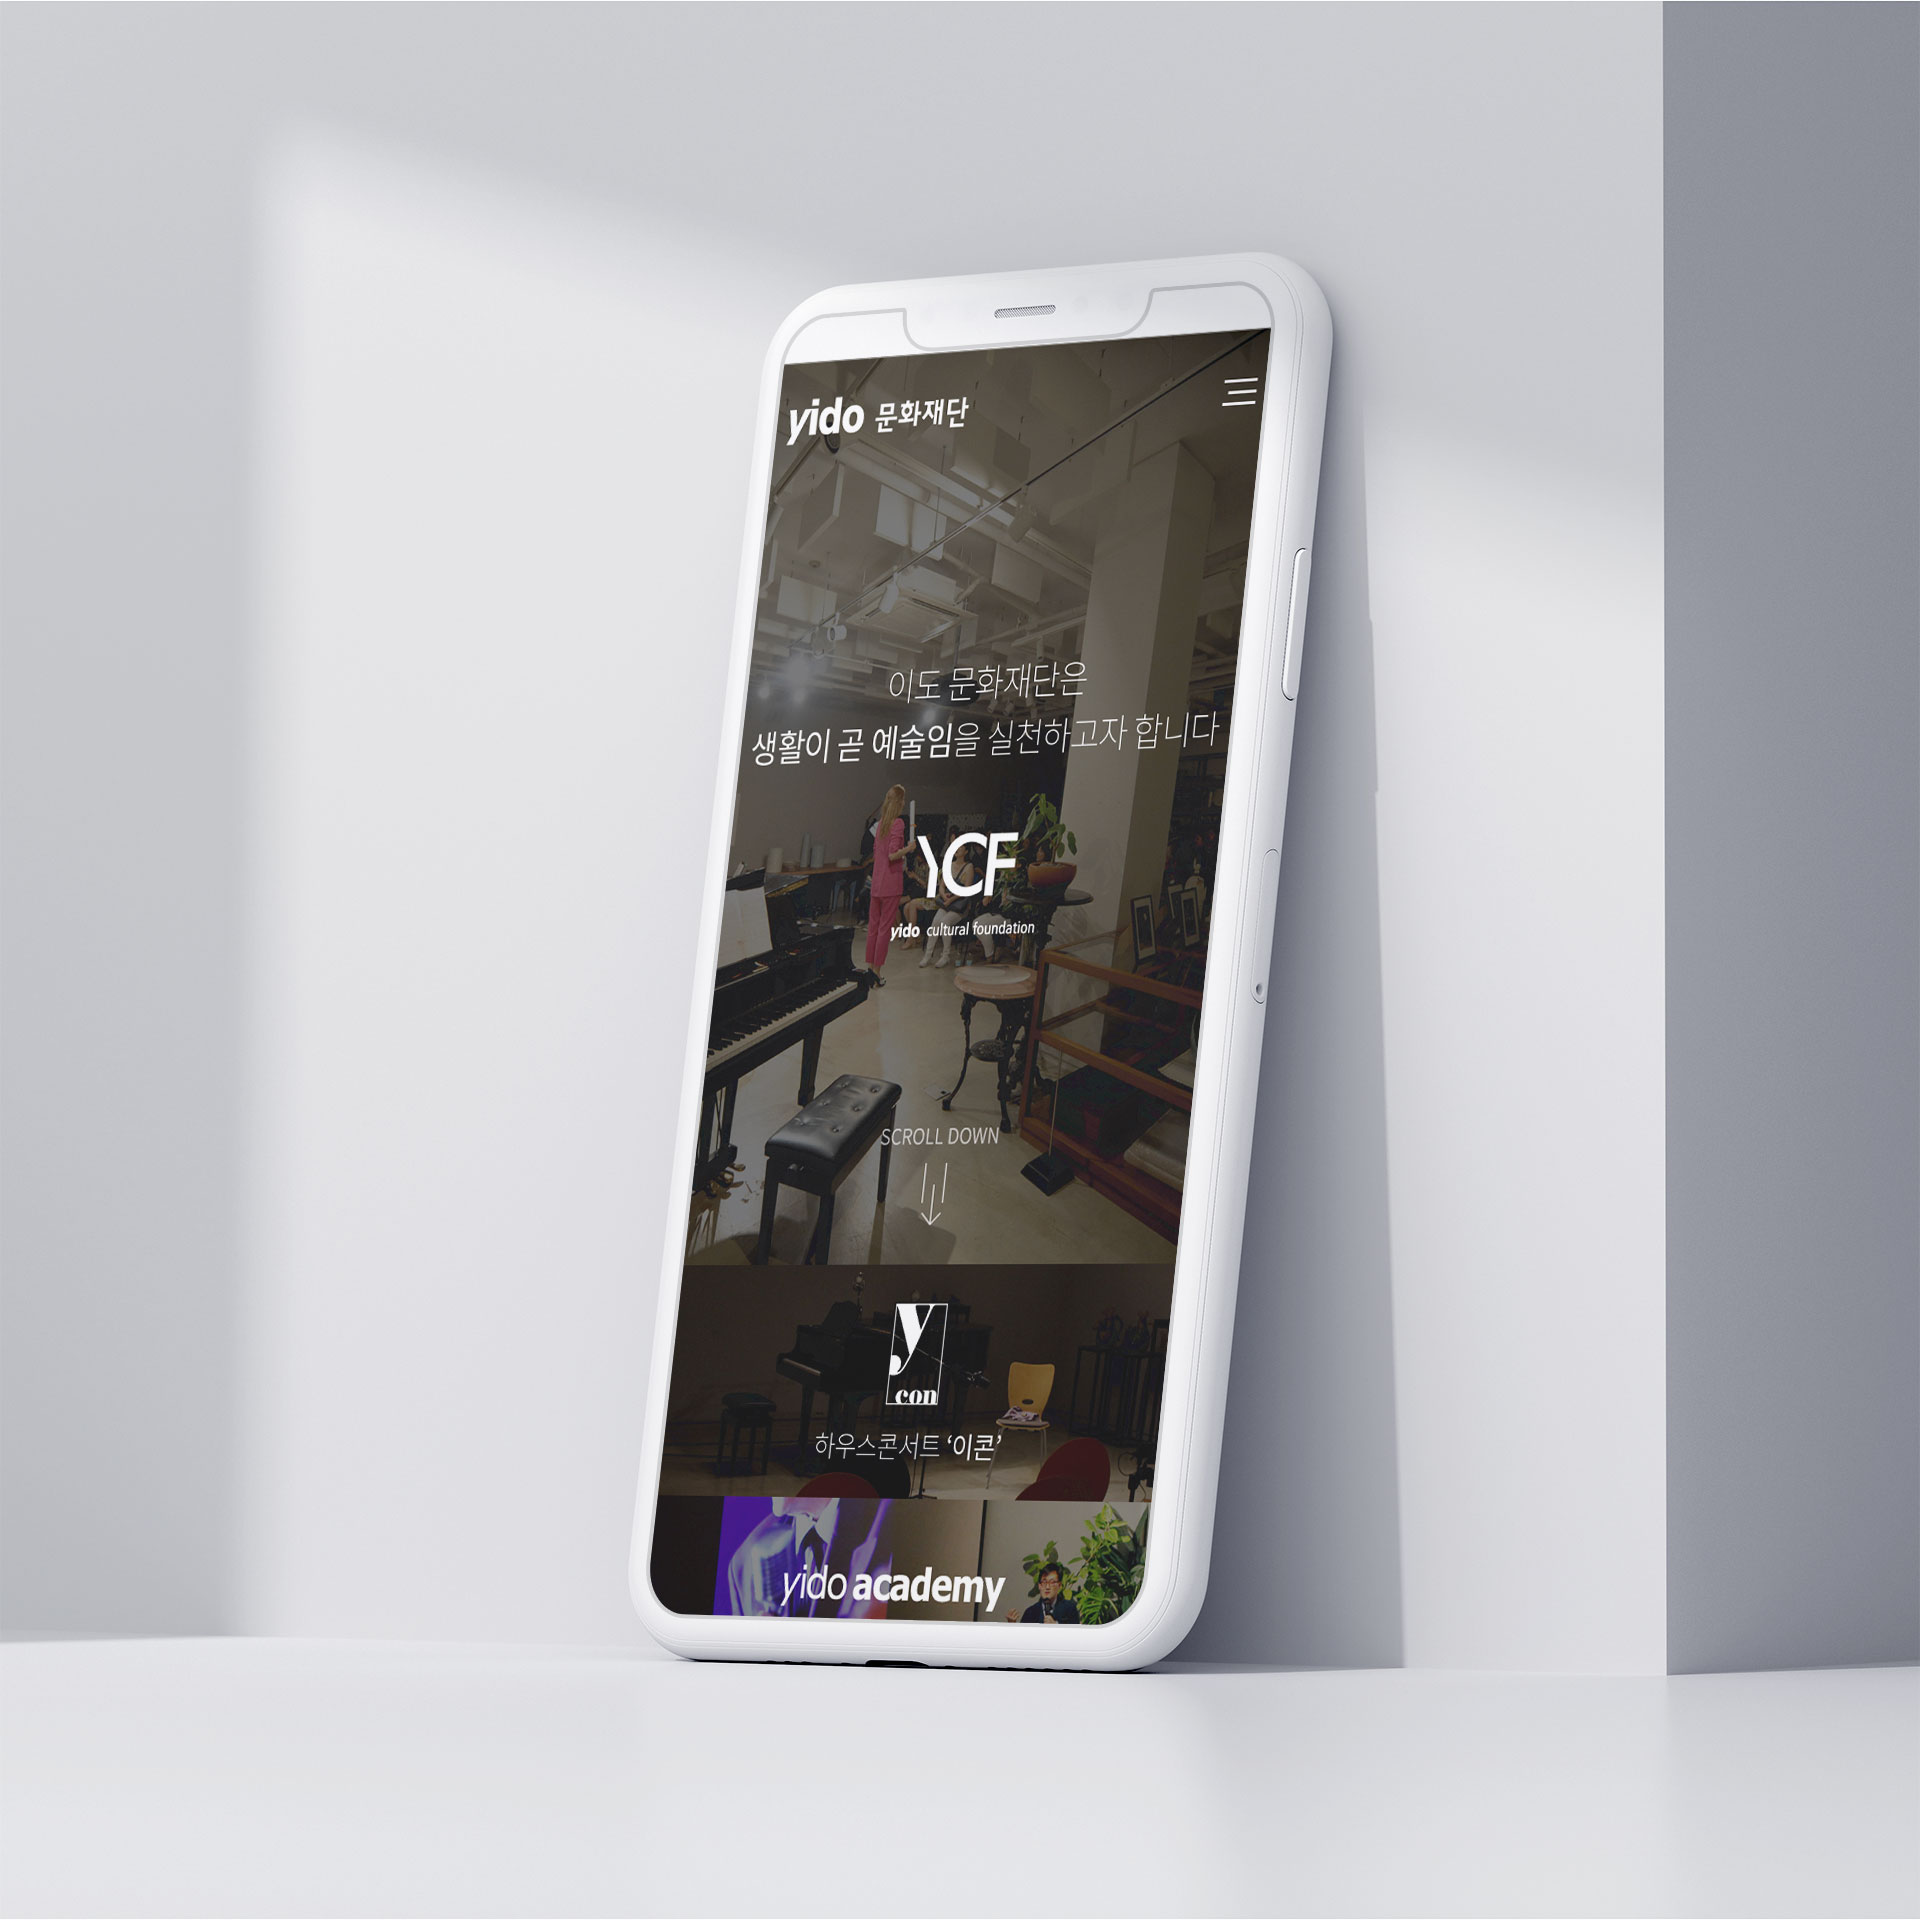 yido 문화재단
이도 문화재단은
생활이 곧 예술임을 실천하고자 합니다
YCF
yido cultural foundation
SCROLL DOWN
y
con
하우스콘서트 ‘이콘’
yido academy